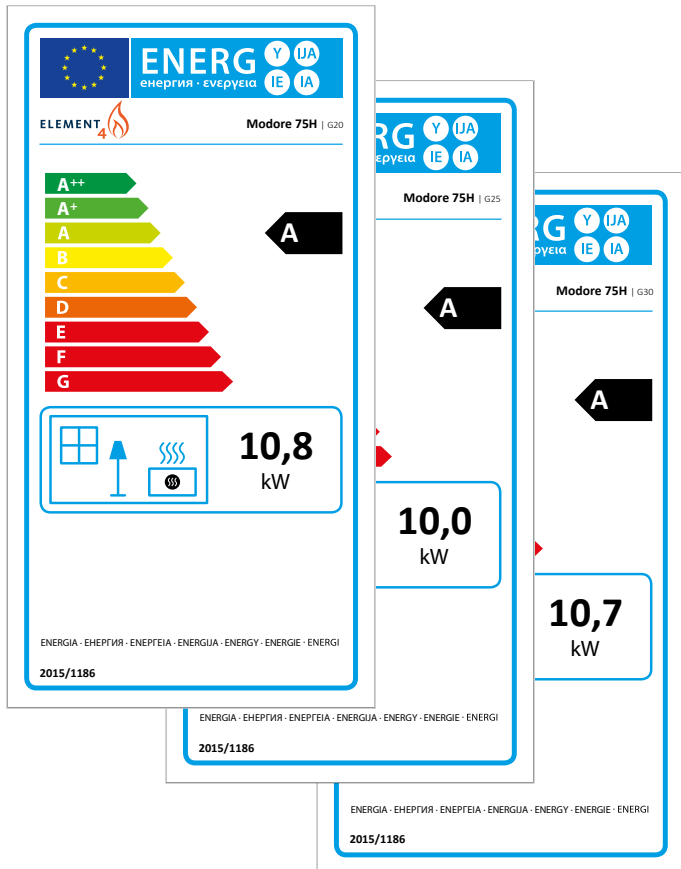 ENERG Y IJA
енергия · ενεργεια IE IA
ELEMENT4
Modore 75H | G20
A++
A+
A
A
B
C
D
E
F
G
10,8
kW
ENERGIA · ЕНЕРГИЯ · ΕΝΕΡΓΕΙΑ · ENERGIJA · ENERGY · ENERGIE · ENERGI
2015/1186
RG Y IJA
εργεια IE IA
Modore 75H | G25
A
10,0
kW
ENERGIA · ЕНЕРГИЯ · ΕΝΕΡΓΕΙΑ · ENERGIJA · ENERGY · ENERGIE · ENERGI
2015/1186
RG Y IJA
ργεια IE IA
Modore 75H | G30
A
10,7
kW
ENERGIA · ЕНЕРГИЯ · ΕΝΕΡΓΕΙΑ · ENERGIJA · ENERGY · ENERGIE · ENERGI
2015/1186